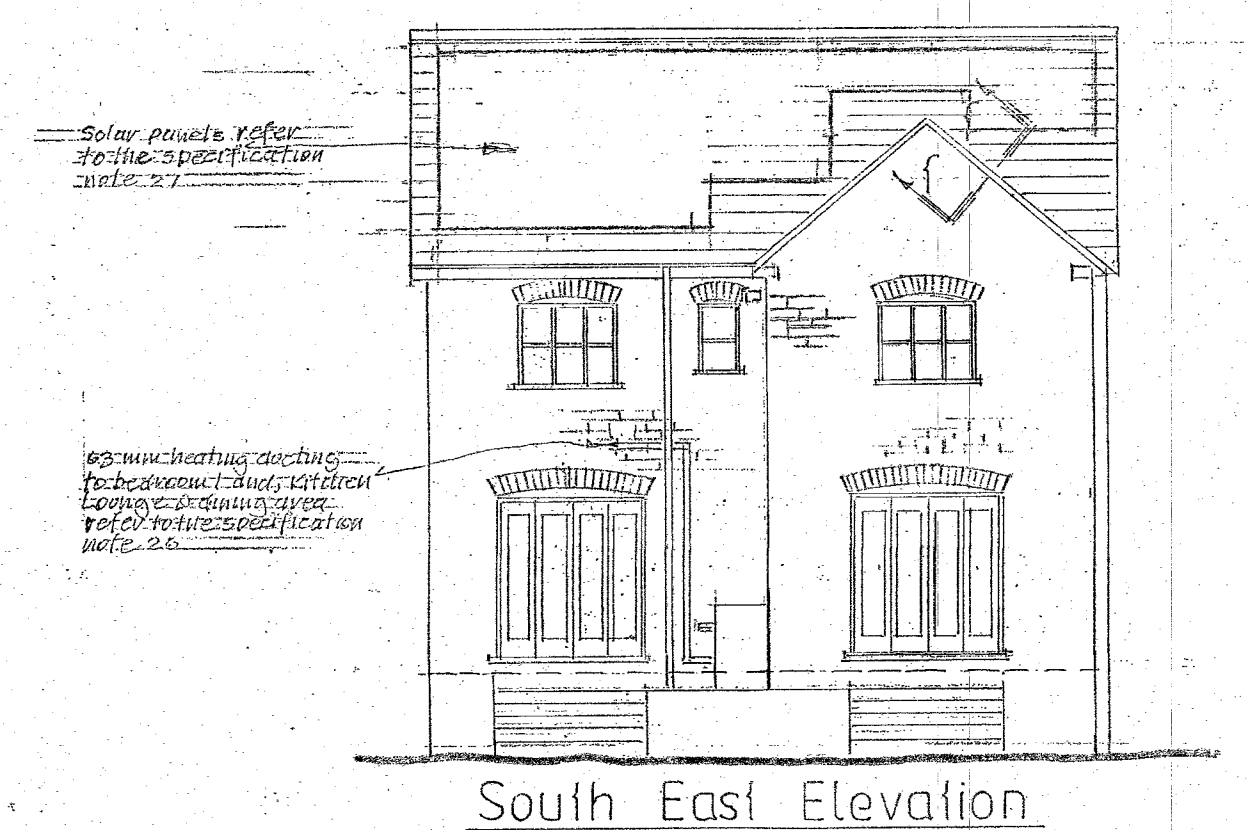 Solar panels refer
to the specification
note 27
63 mm heating ducting
to bedroom 1 and, kitchen
Lounge & dining area
refer to the specification
note 26
South East Elevation